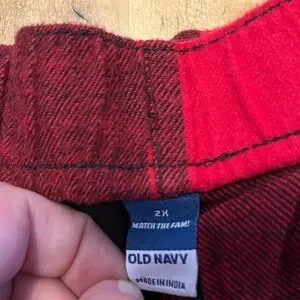 2X
MATCH THE FAM!
OLD NAVY
MADE IN INDIA